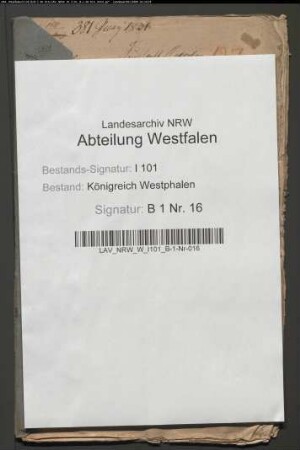 Landesarchiv NRW
Abteilung Westfalen
Bestands-Signatur: I 101
Bestand: Königreich Westphalen
Signatur: B 1 Nr. 16
LAV_NRW_W_I101_B-1-Nr-016